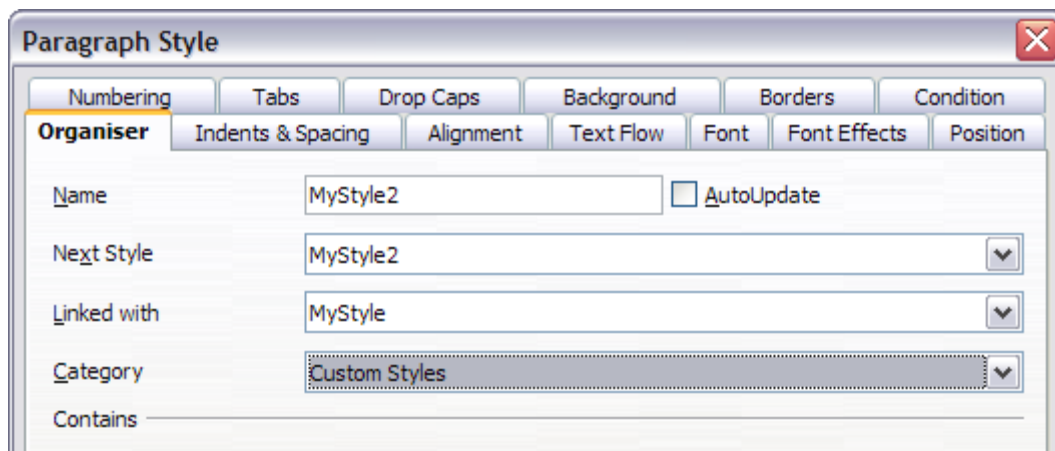 Paragraph Style
Numbering Tabs Drop Caps Background Borders Condition
Organiser Indents & Spacing Alignment Text Flow Font Font Effects Position
Name MyStyle2 AutoUpdate
Next Style MyStyle2
Linked with MyStyle
Category Custom Styles
Contains